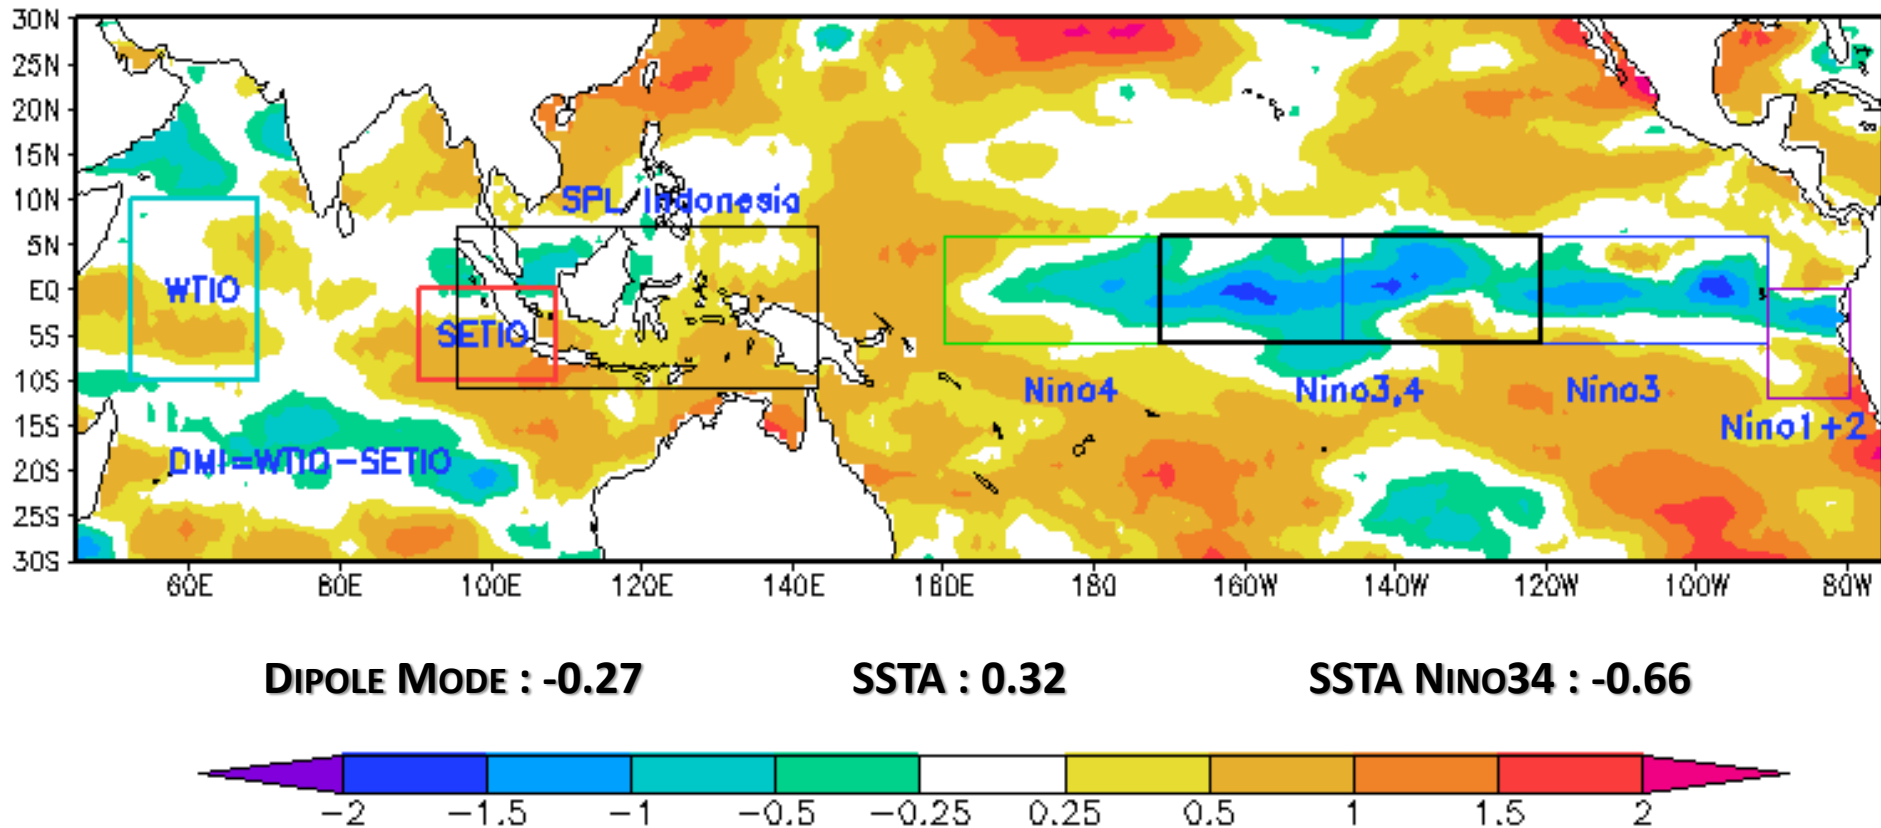 30N
25N
20N
15N
10N
5N
EQ
5S
10S
15S
20S
25S
30S
SPL Indonesia
WTIO
SETIO
Nino4
Nino3,4
Nino3
Nino1+2
DMI=WTIO-SETIO
60E 80E 100E 120E 140E 160E 180 160W 140W 120W 100W 80W
DIPOLE MODE : -0.27 SSTA : 0.32 SSTA NINO34 : -0.66
-2 -1.5 -1 -0.5 -0.25 0.25 0.5 1 1.5 2